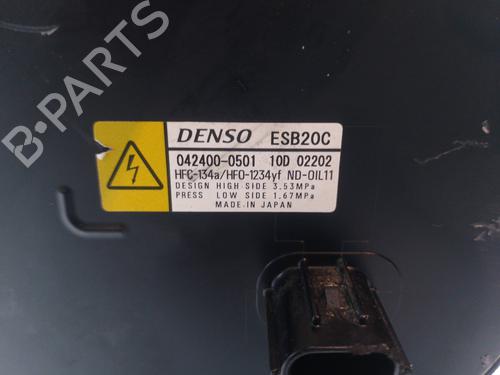 DENSO ESB20C
042400-0501 10D 02202
HFC-134a/HFO-1234yf ND-OIL11
DESIGN HIGH SIDE 3.53MPa
PRESS LOW SIDE 1.67MPa
MADE IN JAPAN
B-PARTS